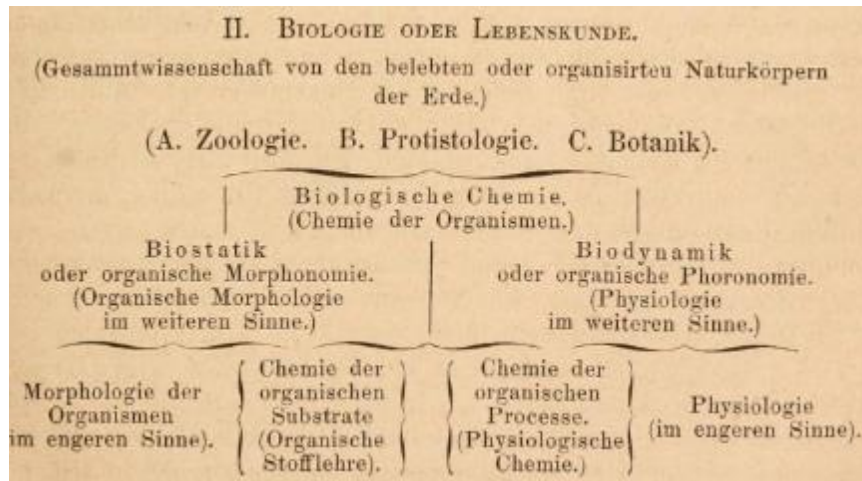 II. Biologie oder Lebenskunde.
(Gesammtwissenschaft von den belebten oder organisirten Naturkörpern
der Erde.)
(A. Zoologie. B. Protistologie. C. Botanik).
Biologische Chemie.
(Chemie der Organismen.)
Biostatik
oder organische Morphonomie.
(Organische Morphologie
im weiteren Sinne.)
Biodynamik
oder organische Phoronomie.
(Physiologie
im weiteren Sinne.)
Morphologie der
Organismen
im engeren Sinne).
Chemie der
organischen
Substrate
(Organische
Stofflehre).
Chemie der
organischen
Processe.
(Physiologische
Chemie.)
Physiologie
(im engeren Sinne).